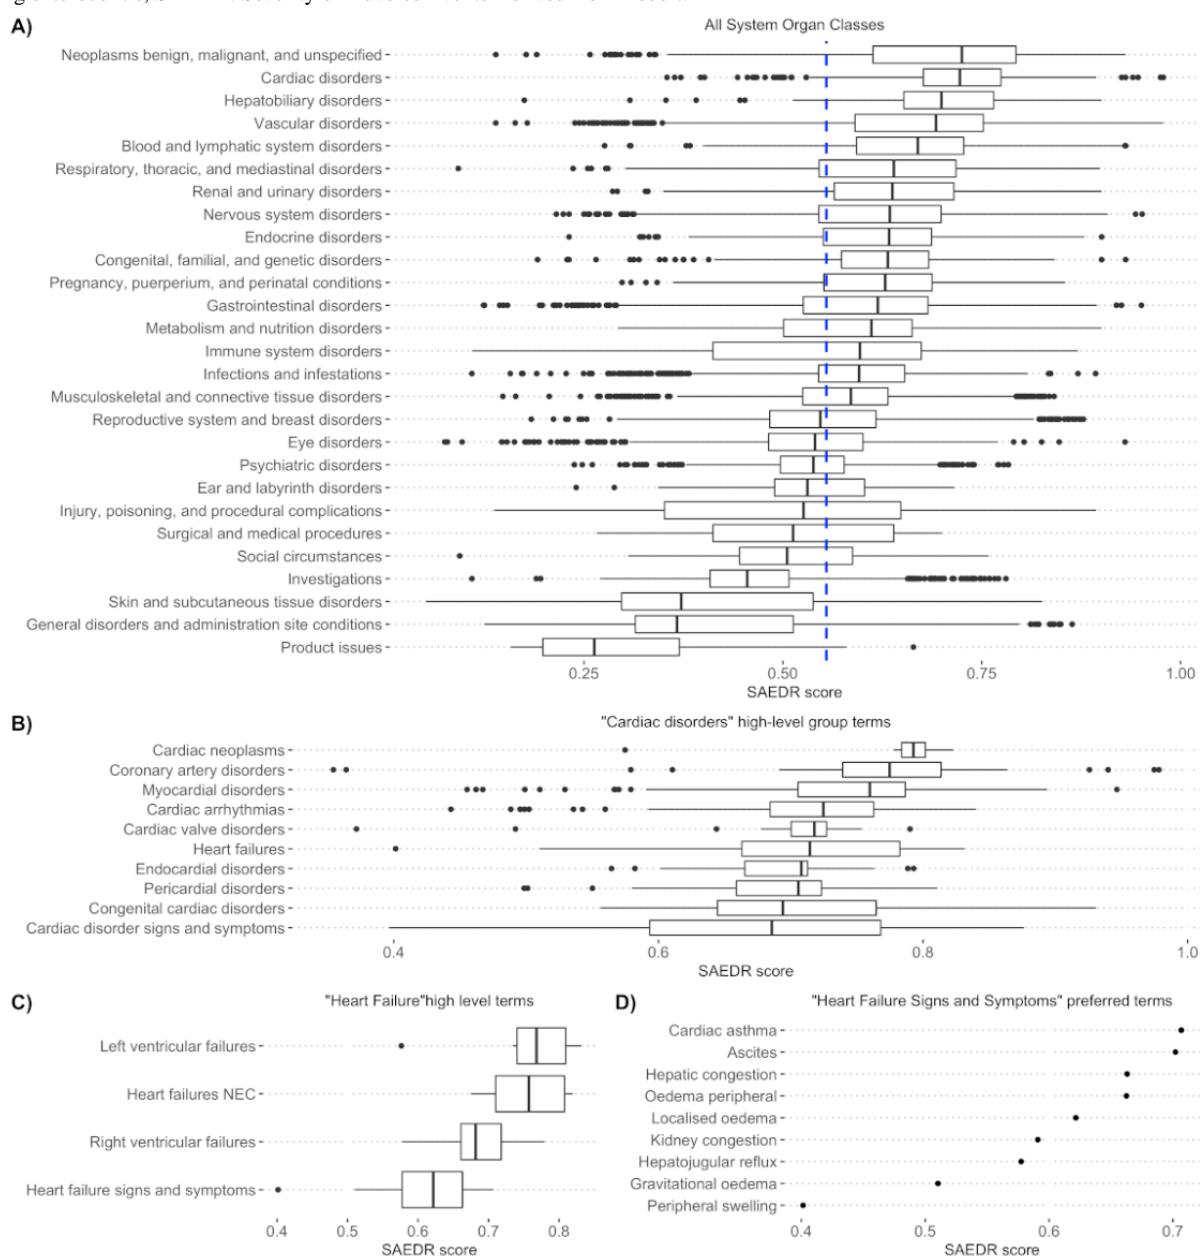 A)
All System Organ Classes
Neoplasms benign, malignant, and unspecified
Cardiac disorders
Hepatobiliary disorders
Vascular disorders
Blood and lymphatic system disorders
Respiratory, thoracic, and mediastinal disorders
Renal and urinary disorders
Nervous system disorders
Endocrine disorders
Congenital, familial, and genetic disorders
Pregnancy, puerperium, and perinatal conditions
Gastrointestinal disorders
Metabolism and nutrition disorders
Immune system disorders
Infections and infestations
Musculoskeletal and connective tissue disorders
Reproductive system and breast disorders
Eye disorders
Psychiatric disorders
Ear and labyrinth disorders
Injury, poisoning, and procedural complications
Surgical and medical procedures
Social circumstances
Investigations
Skin and subcutaneous tissue disorders
General disorders and administration site conditions
Product issues
0.25 0.50 0.75 1.00
SAEDR score
B)
"Cardiac disorders" high-level group terms
Cardiac neoplasms
Coronary artery disorders
Myocardial disorders
Cardiac arrhythmias
Cardiac valve disorders
Heart failures
Endocardial disorders
Pericardial disorders
Congenital cardiac disorders
Cardiac disorder signs and symptoms
0.4 0.6 0.8 1.0
SAEDR score
C)
"Heart Failure"high level terms
Left ventricular failures
Heart failures NEC
Right ventricular failures
Heart failure signs and symptoms
0.4 0.5 0.6 0.7 0.8
SAEDR score
D)
"Heart Failure Signs and Symptoms" preferred terms
Cardiac asthma
Ascites
Hepatic congestion
Oedema peripheral
Localised oedema
Kidney congestion
Hepatojugular reflux
Gravitational oedema
Peripheral swelling
0.4 0.5 0.6 0.7
SAEDR score